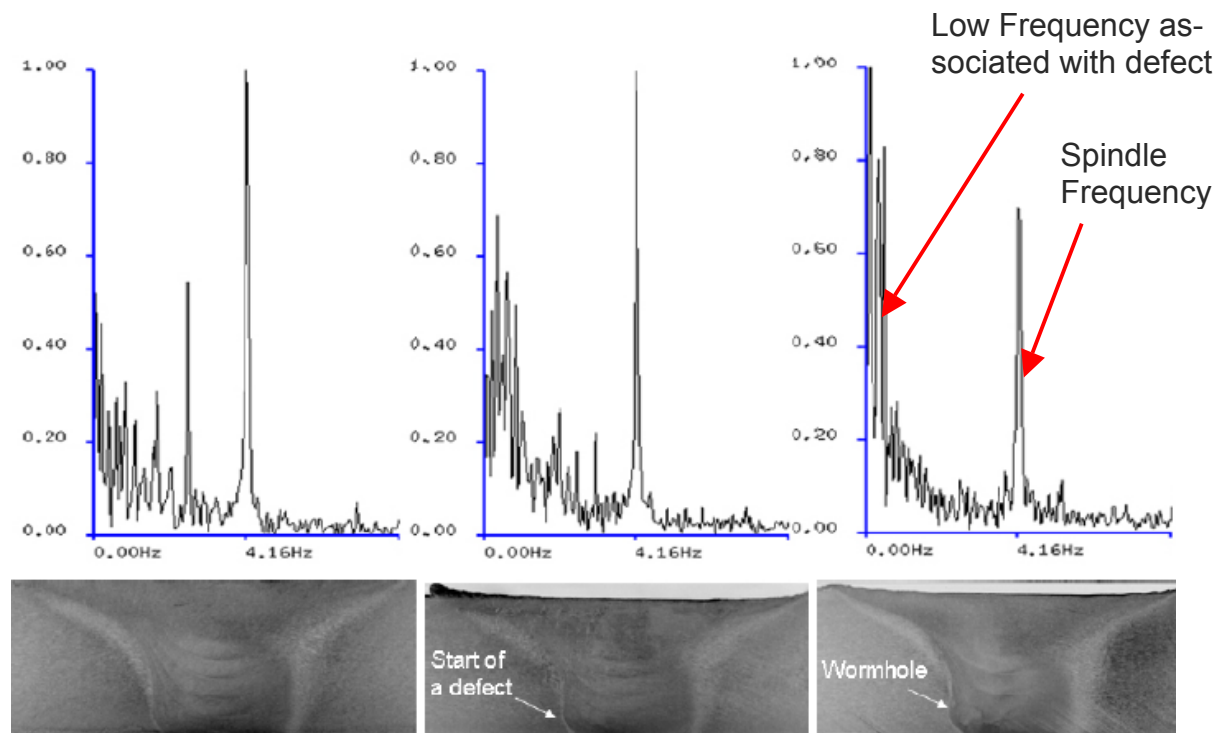 Low Frequency as-
sociated with defect
Spindle
Frequency
1.00
0.80
0.60
0.40
0.20
0.00
0.00Hz
4.16Hz
1.00
0.80
0.60
0.40
0.20
0.00
0.00Hz
4.16Hz
1.00
0.80
0.60
0.40
0.20
0.00
0.00Hz
4.16Hz
Start of
a defect
Wormhole